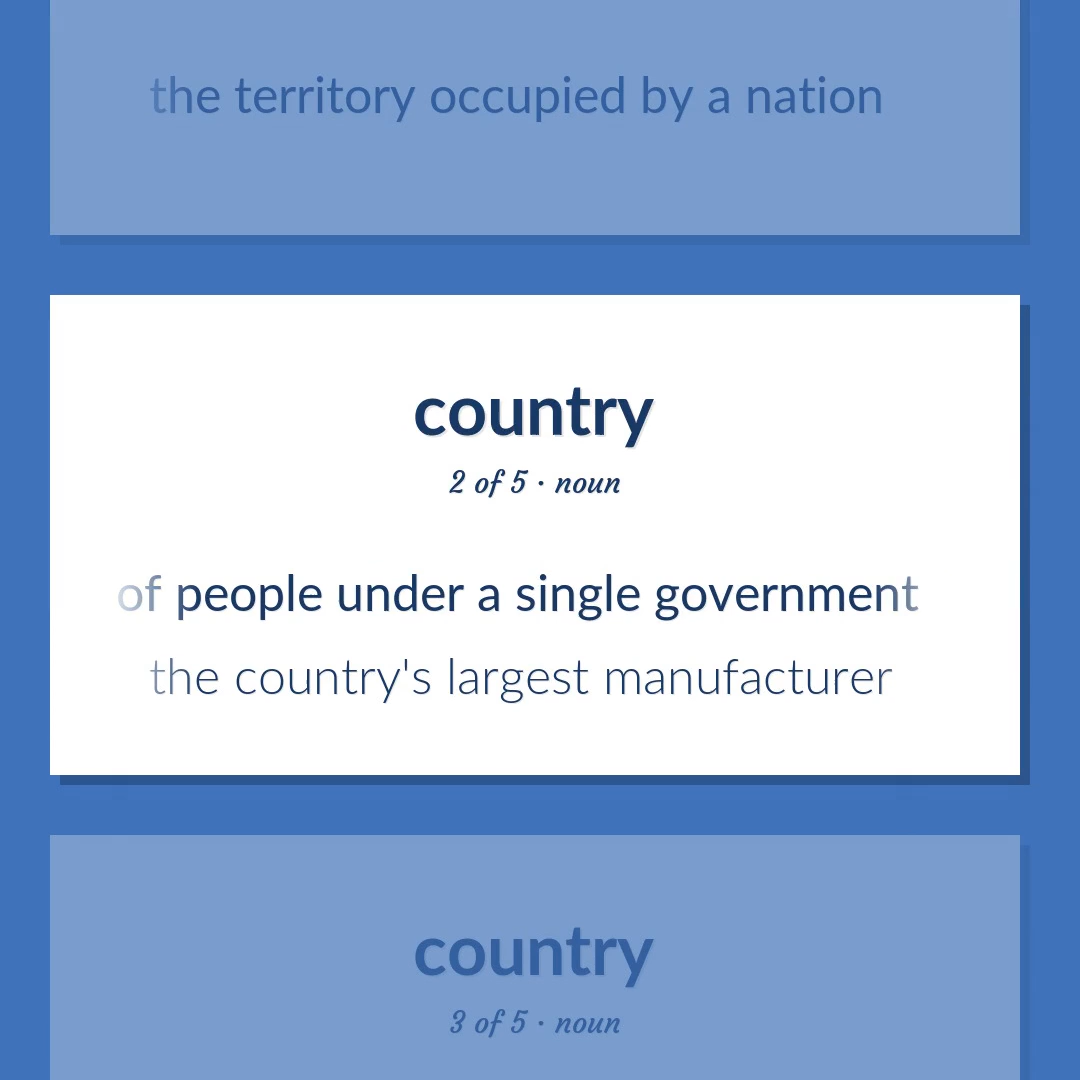 the territory occupied by a nation
country
2 of 5 · noun
of people under a single government
the country's largest manufacturer
country
3 of 5 · noun